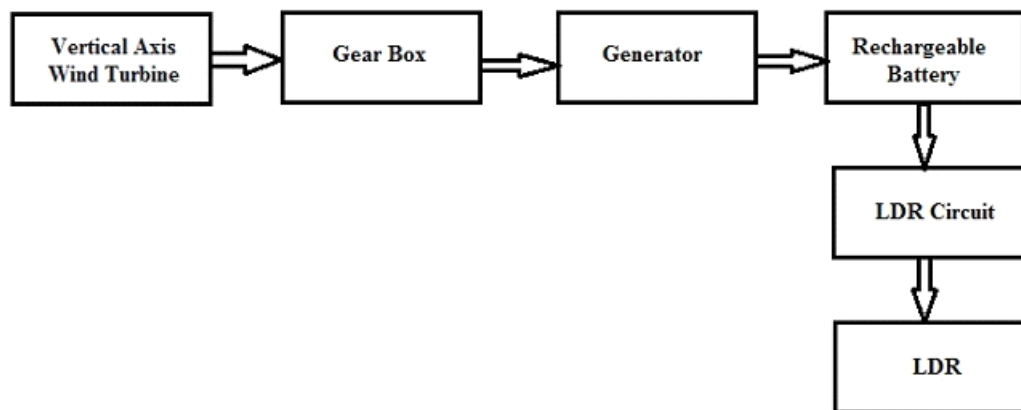 Vertical Axis
Wind Turbine
Gear Box
Generator
Rechargeable
Battery
LDR Circuit
LDR